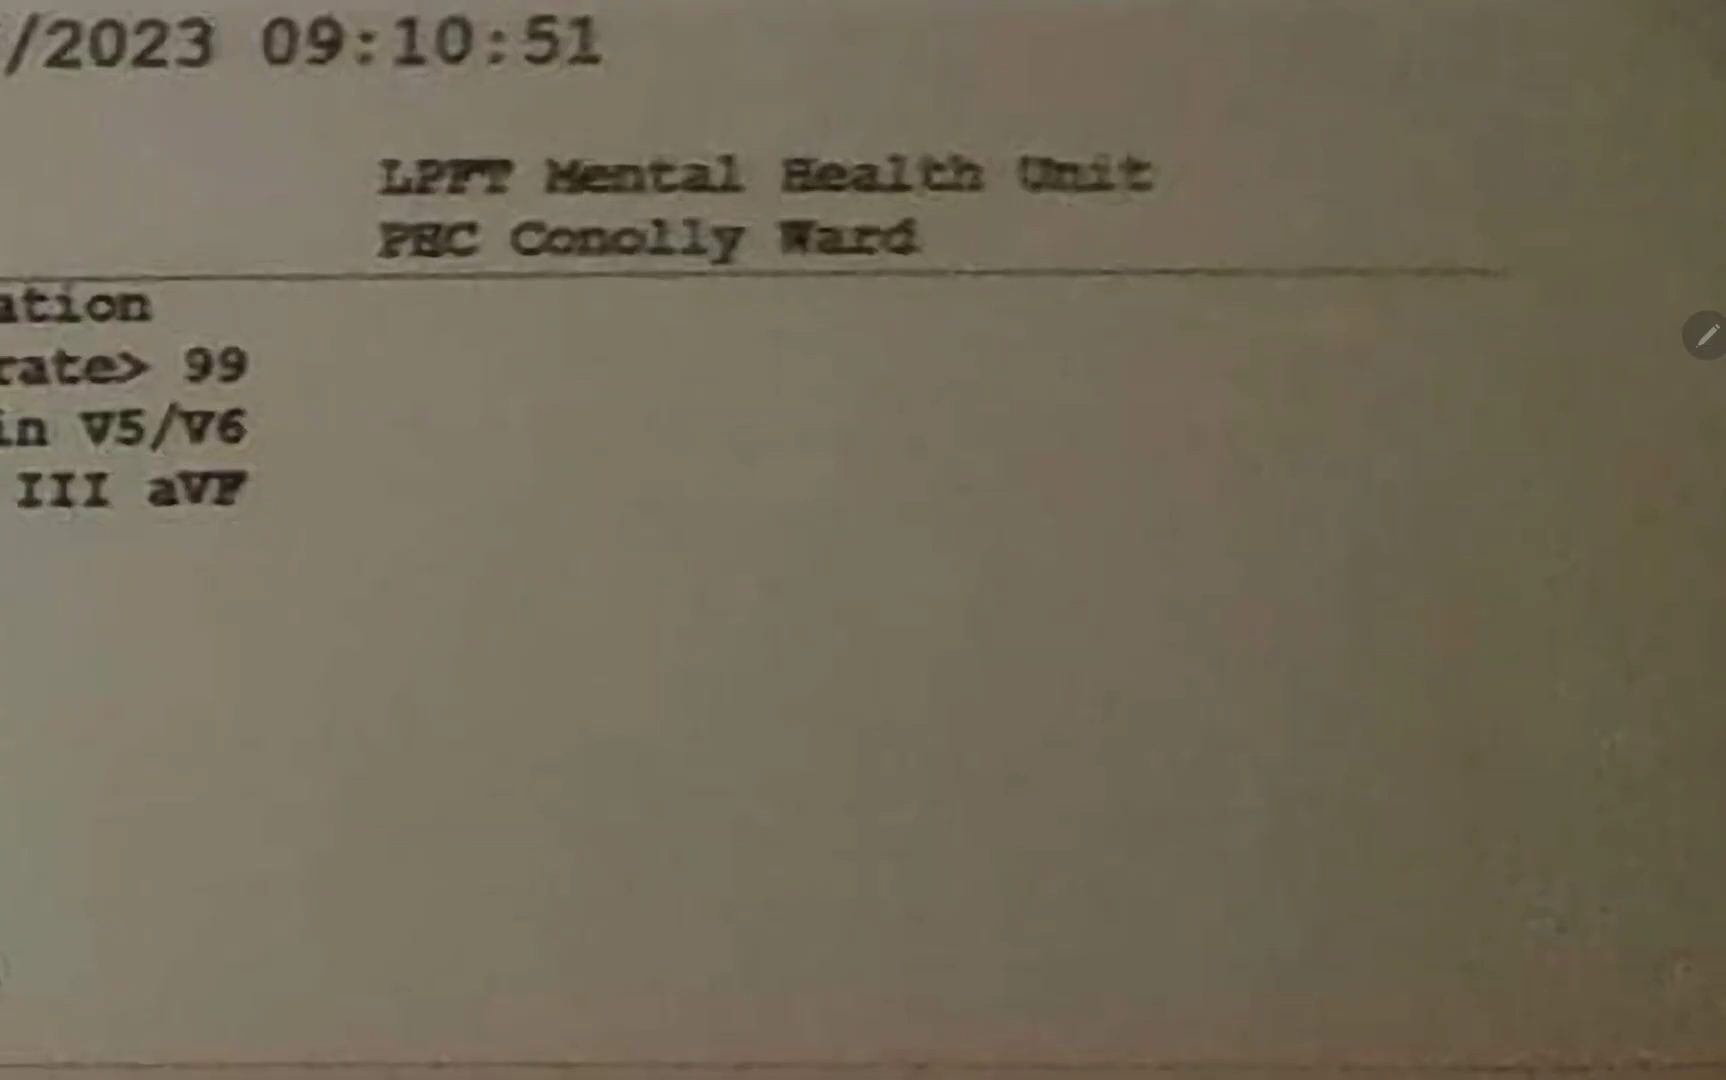 /2023 09:10:51
LPFT Mental Health Unit
PHC Conolly Ward
ation
rate> 99
in V5/V6
III aVF